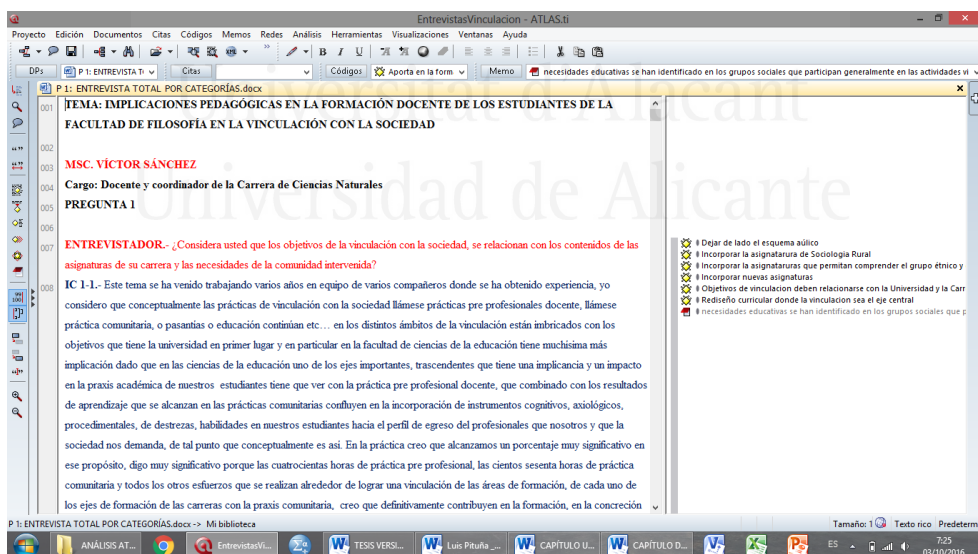 EntrevistasVinculacion - ATLAS.ti
Proyecto Edición Documentos Citas Códigos Memos Redes Análisis Herramientas Visualizaciones Ventanas Ayuda
B I U
DPs P 1: ENTREVISTA T Citas Códigos Aporta en la form Memo necesidades educativas se han identificado en los grupos sociales que participan generalmente en las actividades vi
P 1: ENTREVISTA TOTAL POR CATEGORÍAS.docx
Universitat d'Alacant
Universidad de Alicante
001 TEMA: IMPLICACIONES PEDAGÓGICAS EN LA FORMACIÓN DOCENTE DE LOS ESTUDIANTES DE LA
FACULTAD DE FILOSOFÍA EN LA VINCULACIÓN CON LA SOCIEDAD
002
003 MSC. VÍCTOR SÁNCHEZ
004 Cargo: Docente y coordinador de la Carrera de Ciencias Naturales
005 PREGUNTA 1
006
007 ENTREVISTADOR.- ¿Considera usted que los objetivos de la vinculación con la sociedad, se relacionan con los contenidos de las
asignaturas de su carrera y las necesidades de la comunidad intervenida?
008 IC 1-1.- Este tema se ha venido trabajando varios años en equipo de varios compañeros donde se ha obtenido experiencia, yo
considero que conceptualmente las prácticas de vinculación con la sociedad llámese prácticas pre profesionales docente, llámese
práctica comunitaria, o pasantias o educación continúan etc… en los distintos ámbitos de la vinculación están imbricados con los
objetivos que tiene la universidad en primer lugar y en particular en la facultad de ciencias de la educación tiene muchísima más
implicación dado que en las ciencias de la educación uno de los ejes importantes, trascendentes que tiene una implicancia y un impacto
en la praxis académica de nuestros estudiantes tiene que ver con la práctica pre profesional docente, que combinado con los resultados
de aprendizaje que se alcanzan en las prácticas comunitarias confluyen en la incorporación de instrumentos cognitivos, axiológicos,
procedimentales, de destrezas, habilidades en nuestros estudiantes hacia el perfil de egreso del profesionales que nosotros y que la
sociedad nos demanda, de tal punto que conceptualmente es así. En la práctica creo que alcanzamos un porcentaje muy significativo en
ese propósito, digo muy significativo porque las cuatrocientas horas de práctica pre profesional, las cientos sesenta horas de práctica
comunitaria y todos los otros esfuerzos que se realizan alrededor de lograr una vinculación de las áreas de formación, de cada uno de
los ejes de formación de las carreras con la praxis comunitaria, creo que definitivamente contribuyen en la formación, en la concreción
Dejar de lado el esquema aúlico
Incorporar la asignatarura de Sociologia Rural
Incorporar la asignaturaras que permitan comprender el grupo étnico y
Incorporar nuevas asignaturas
Objetivos de vinculacion deben relacionarse con la Universidad y la Carr
Rediseño curricular donde la vinculacion sea el eje central
necesidades educativas se han identificado en los grupos sociales que p
P 1: ENTREVISTA TOTAL POR CATEGORÍAS.docx -> Mi biblioteca Tamaño: 1 Texto rico Predeterm
ANÁLISIS AT... EntrevistasVi... TESIS VERSI... Luis Pituña _... CAPÍTULO U... CAPÍTULO D... ES 7:25
03/10/2016